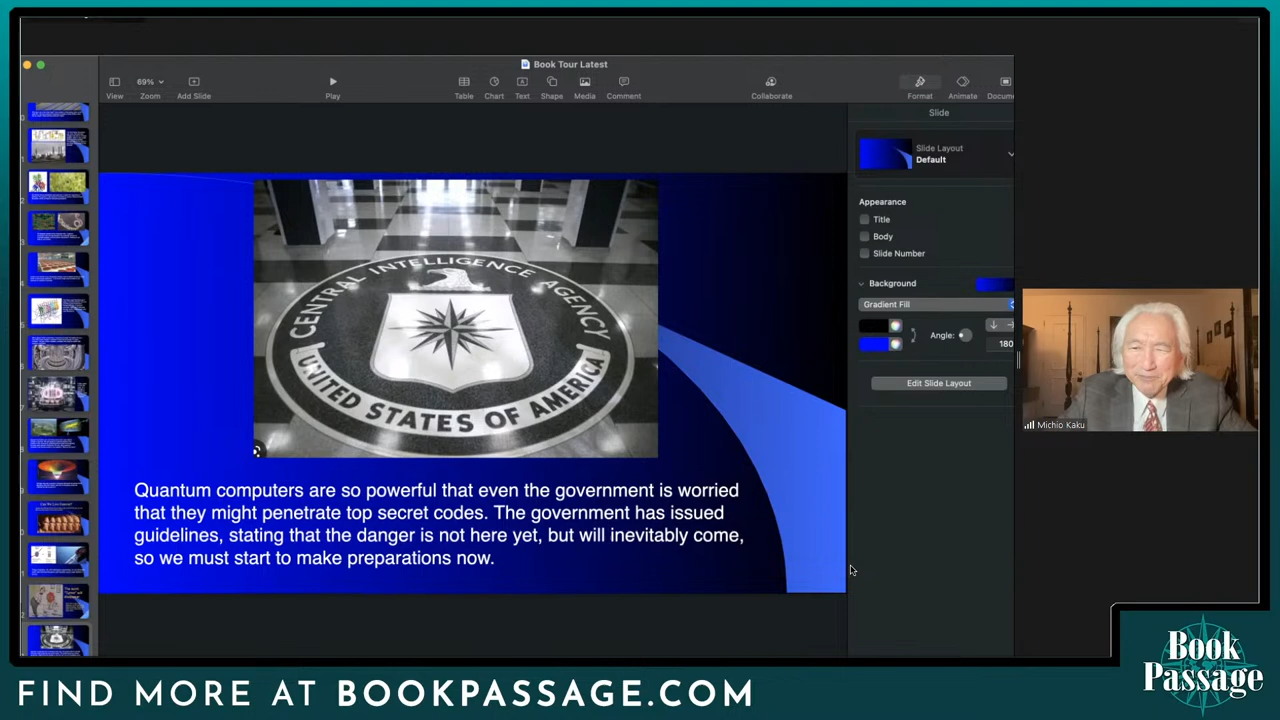 Book Tour Latest
View
69%
Zoom
Add Slide
Play
Table
Chart
Text
Shape
Media
Comment
Collaborate
Format
Animate
Docum
Slide
Slide Layout
Default
Appearance
Title
Body
Slide Number
Background
Gradient Fill
Angle:
180
Edit Slide Layout
CENTRAL INTELLIGENCE AGENCY
UNITED STATES OF AMERICA
Quantum computers are so powerful that even the government is worried
that they might penetrate top secret codes. The government has issued
guidelines, stating that the danger is not here yet, but will inevitably come,
so we must start to make preparations now.
Michio Kaku
Book
Passage
FIND MORE AT BOOKPASSAGE.COM